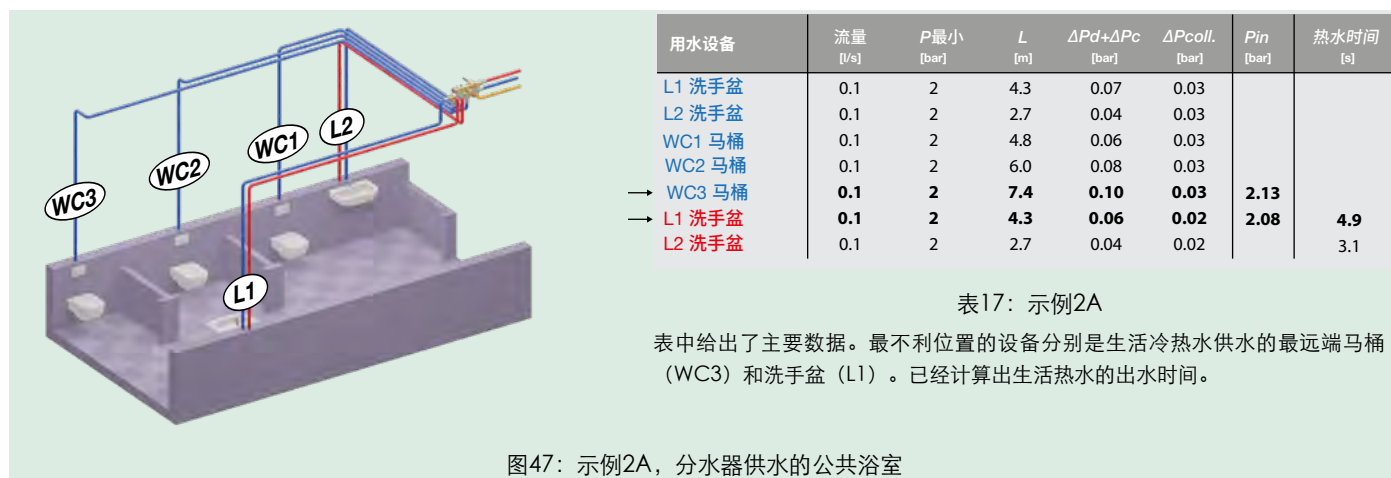 WC3
WC2
WC1
L2
L1
用水设备 流量 P最小 L ΔPd+ΔPc ΔPcoll. Pin 热水时间
[l/s] [bar] [m] [bar] [bar] [bar] [s]
L1 洗手盆 0.1 2 4.3 0.07 0.03
L2 洗手盆 0.1 2 2.7 0.04 0.03
WC1 马桶 0.1 2 4.8 0.06 0.03
WC2 马桶 0.1 2 6.0 0.08 0.03
→ WC3 马桶 0.1 2 7.4 0.10 0.03 2.13
→ L1 洗手盆 0.1 2 4.3 0.06 0.02 2.08 4.9
L2 洗手盆 0.1 2 2.7 0.04 0.02 3.1
表17：示例2A
表中给出了主要数据。最不利位置的设备分别是生活冷热水供水的最远端马桶
（WC3）和洗手盆（L1）。已经计算出生活热水的出水时间。
图47：示例2A，分水器供水的公共浴室